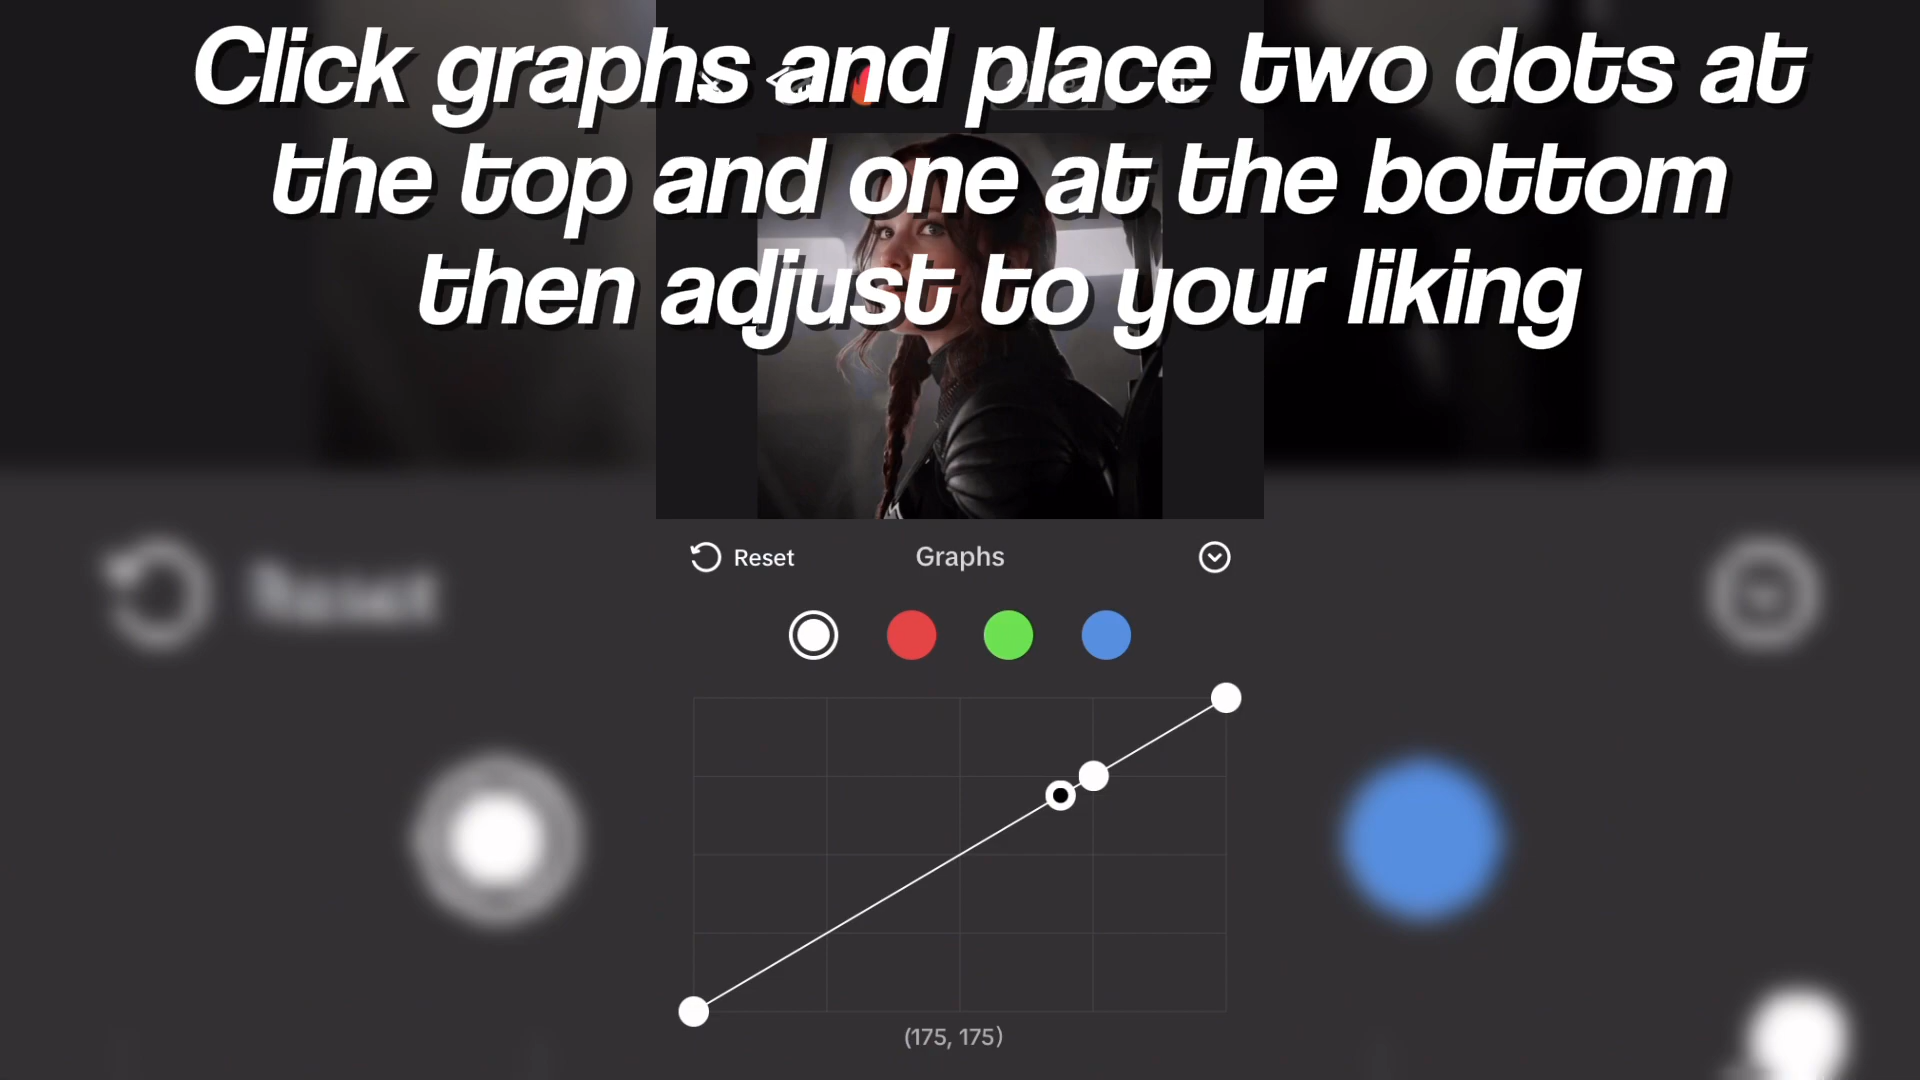 Click graphs and place two dots at
the top and one at the bottom
then adjust to your liking
Reset Graphs
Reset
(175, 175)